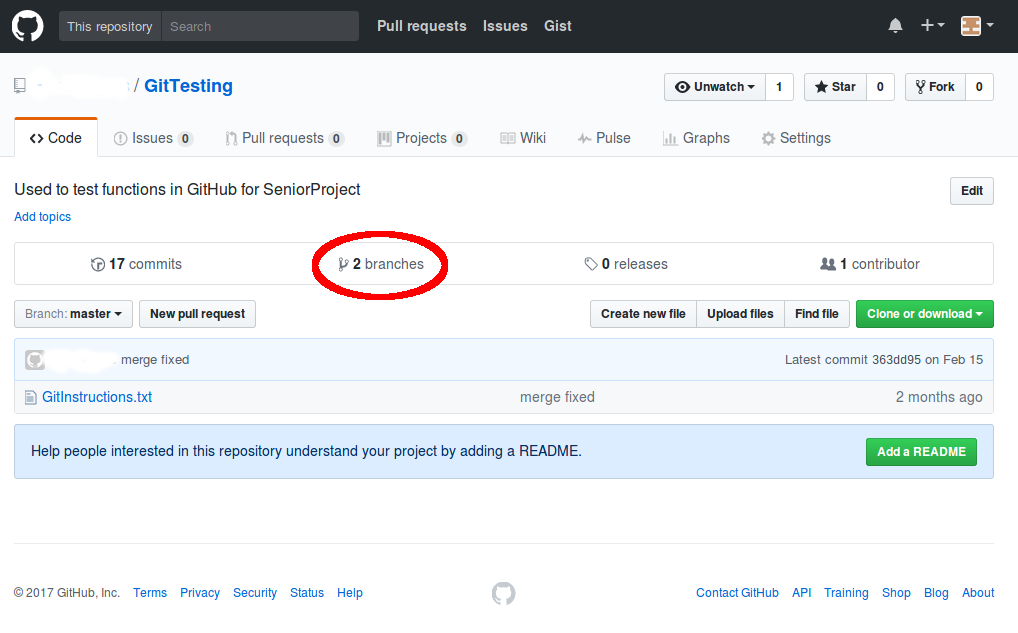 This repository Search Pull requests Issues Gist
/ GitTesting Unwatch 1 Star 0 Fork 0
Code Issues 0 Pull requests 0 Projects 0 Wiki Pulse Graphs Settings
Used to test functions in GitHub for SeniorProject Edit
Add topics
17 commits 2 branches 0 releases 1 contributor
Branch: master New pull request Create new file Upload files Find file Clone or download
merge fixed Latest commit 363dd95 on Feb 15
GitInstructions.txt merge fixed 2 months ago
Help people interested in this repository understand your project by adding a README. Add a README
© 2017 GitHub, Inc. Terms Privacy Security Status Help Contact GitHub API Training Shop Blog About